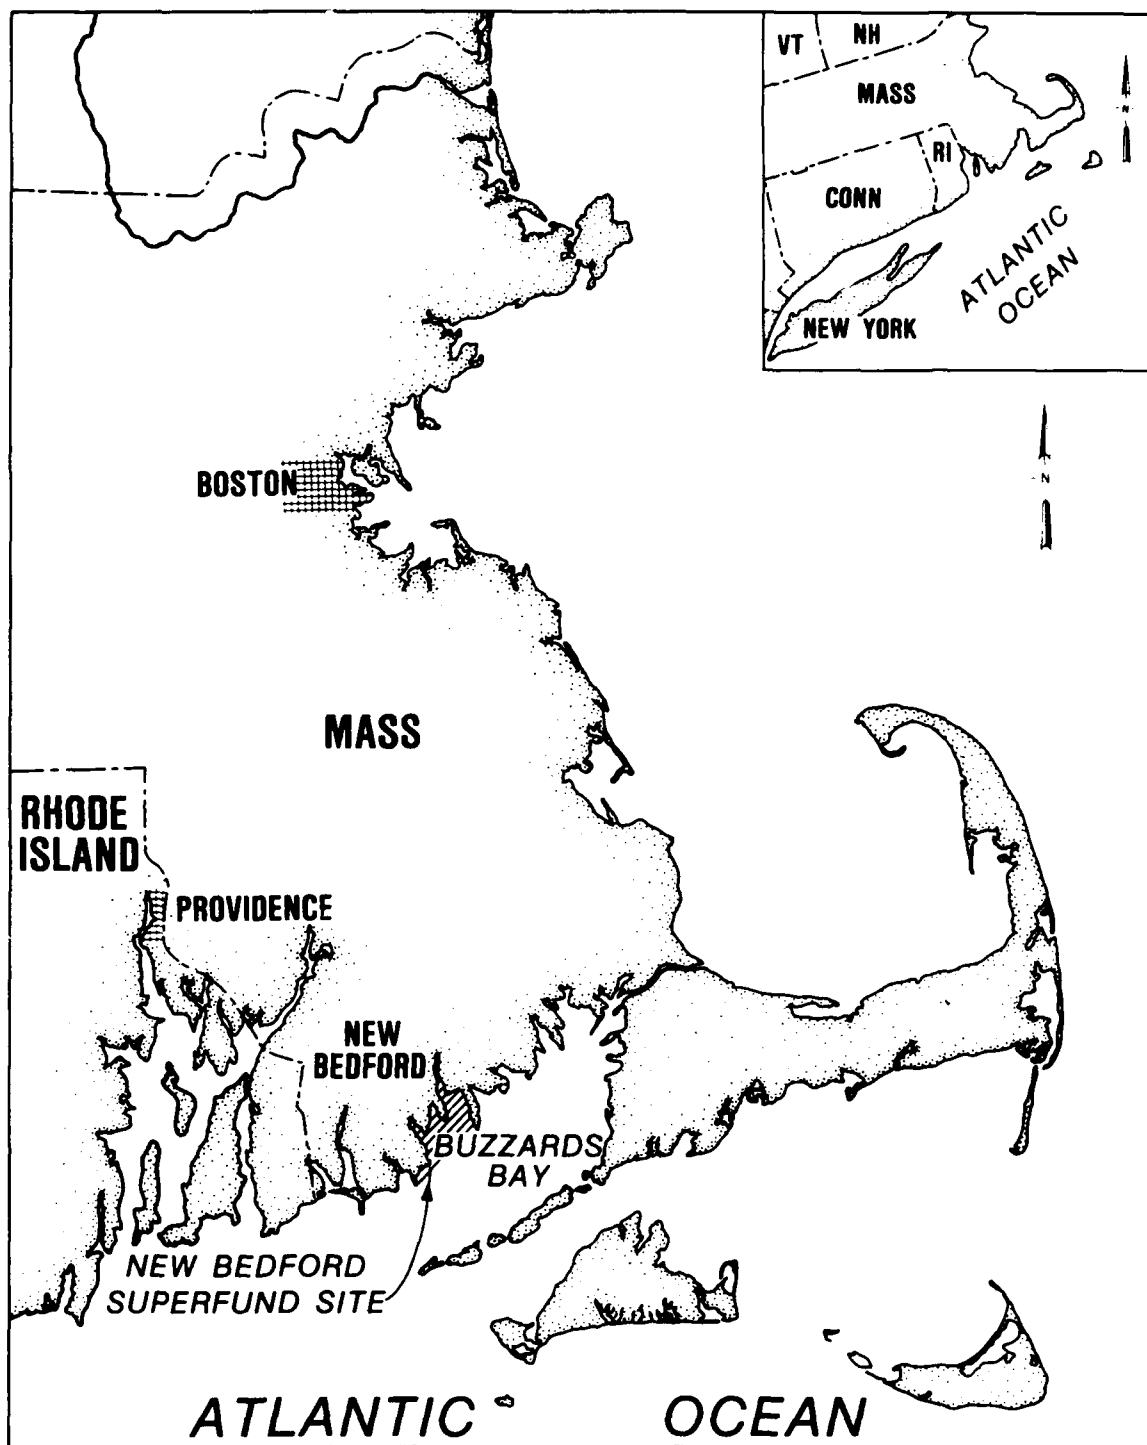 VT
NH
MASS
RI
CONN
ATLANTIC
OCEAN
NEW YORK
N
N
BOSTON
MASS
RHODE
ISLAND
PROVIDENCE
NEW
BEDFORD
BUZZARDS
BAY
NEW BEDFORD
SUPERFUND SITE
ATLANTIC OCEAN